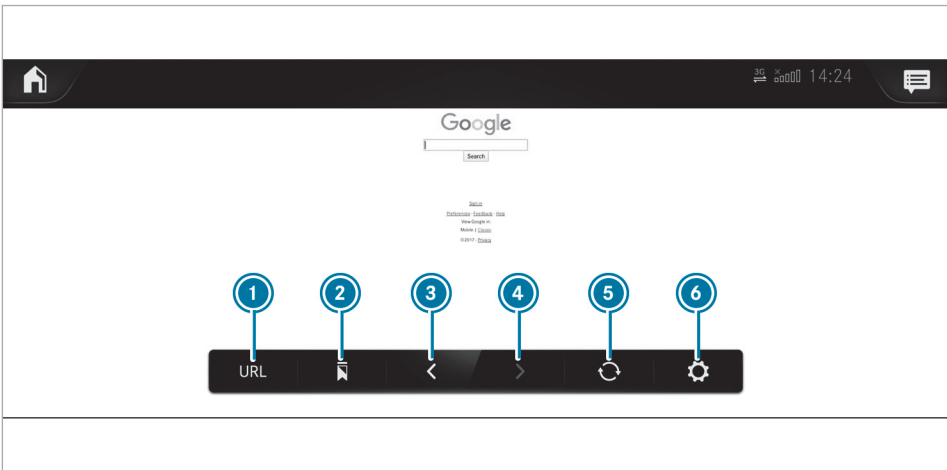 3G 14:24
Google
Search
Sign in
Preferences - Feedback - Help
View Google in:
Mobile | Classic
©2017 - Privacy
1 2 3 4 5 6
URL